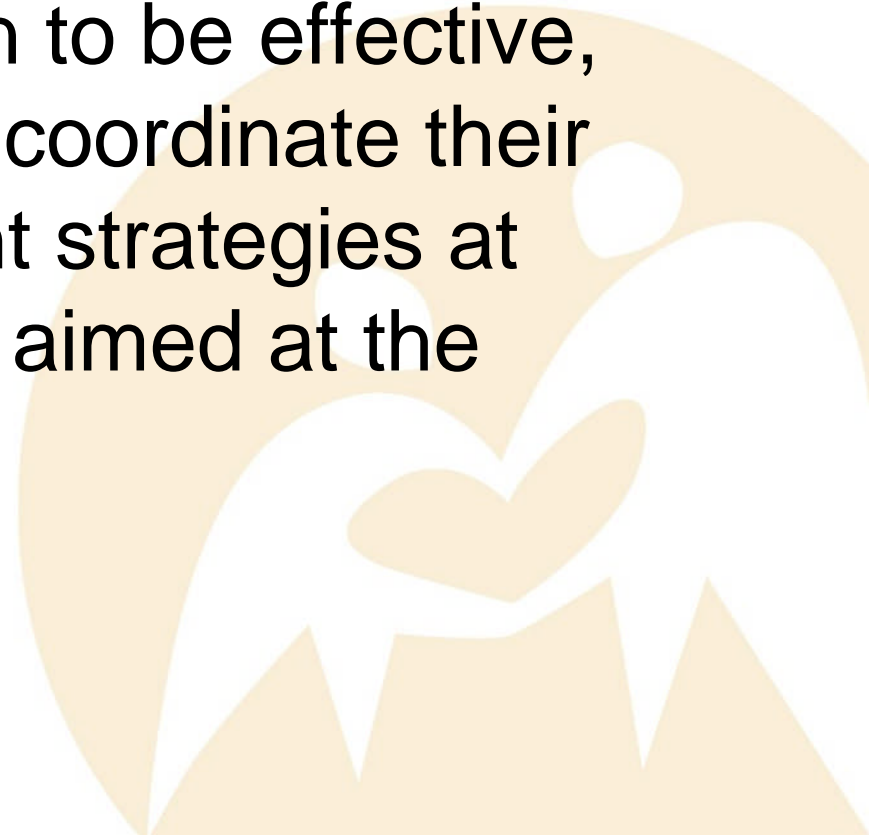 to be effective,
coordinate their
strategies at
aimed at the